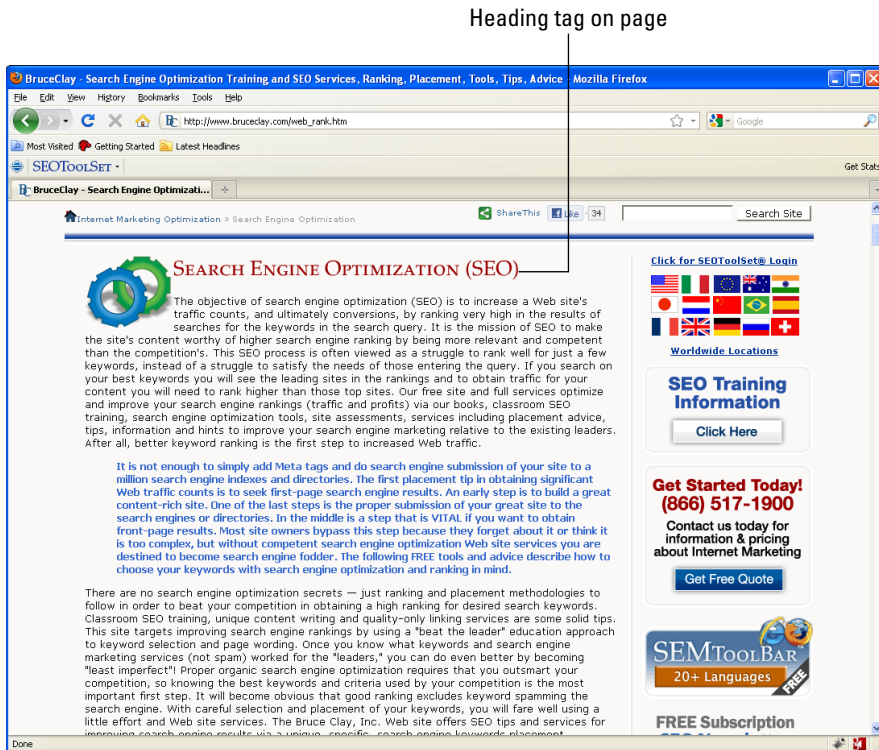 Heading tag on page
BruceClay - Search Engine Optimization Training and SEO Services, Ranking, Placement, Tools, Tips, Advice - Mozilla Firefox
File Edit View History Bookmarks Tools Help
http://www.bruceclay.com/web_rank.htm
Google
Most Visited Getting Started Latest Headlines
SEOToolSet
Get Stats
BruceClay - Search Engine Optimizati...
Internet Marketing Optimization » Search Engine Optimization
ShareThis Like 34
Search Site
Search Engine Optimization (SEO)
The objective of search engine optimization (SEO) is to increase a Web site's
traffic counts, and ultimately conversions, by ranking very high in the results of
searches for the keywords in the search query. It is the mission of SEO to make
the site's content worthy of higher search engine ranking by being more relevant and competent
than the competition's. This SEO process is often viewed as a struggle to rank well for just a few
keywords, instead of a struggle to satisfy the needs of those entering the query. If you search on
your best keywords you will see the leading sites in the rankings and to obtain traffic for your
content you will need to rank higher than those top sites. Our free site and full services optimize
and improve your search engine rankings (traffic and profits) via our books, classroom SEO
training, search engine optimization tools, site assessments, services including placement advice,
tips, information and hints to improve your search engine marketing relative to the existing leaders.
After all, better keyword ranking is the first step to increased Web traffic.
It is not enough to simply add Meta tags and do search engine submission of your site to a
million search engine indexes and directories. The first placement tip in obtaining significant
Web traffic counts is to seek first-page search engine results. An early step is to build a great
content-rich site. One of the last steps is the proper submission of your great site to the
search engines or directories. In the middle is a step that is VITAL if you want to obtain
front-page results. Most site owners bypass this step because they forget about it or think it
is too complex, but without competent search engine optimization Web site services you are
destined to become search engine fodder. The following FREE tools and advice describe how to
choose your keywords with search engine optimization and ranking in mind.
There are no search engine optimization secrets — just ranking and placement methodologies to
follow in order to beat your competition in obtaining a high ranking for desired search keywords.
Classroom SEO training, unique content writing and quality-only linking services are some solid tips.
This site targets improving search engine rankings by using a "beat the leader" education approach
to keyword selection and page wording. Once you know what keywords and search engine
marketing services (not spam) worked for the "leaders," you can do even better by becoming
"least imperfect"! Proper organic search engine optimization requires that you outsmart your
competition, so knowing the best keywords and criteria used by your competition is the most
important first step. It will become obvious that good ranking excludes keyword spamming the
search engine. With careful selection and placement of your keywords, you will fare well using a
little effort and Web site services. The Bruce Clay, Inc. Web site offers SEO tips and services for
improving search engine results via a unique, specific, search engine keywords placement
Click for SEOToolSet® Login
Worldwide Locations
SEO Training
Information
Click Here
Get Started Today!
(866) 517-1900
Contact us today for
information & pricing
about Internet Marketing
Get Free Quote
SEMToolBar™
20+ Languages
FREE
FREE Subscription
SEO Newsletter
Done